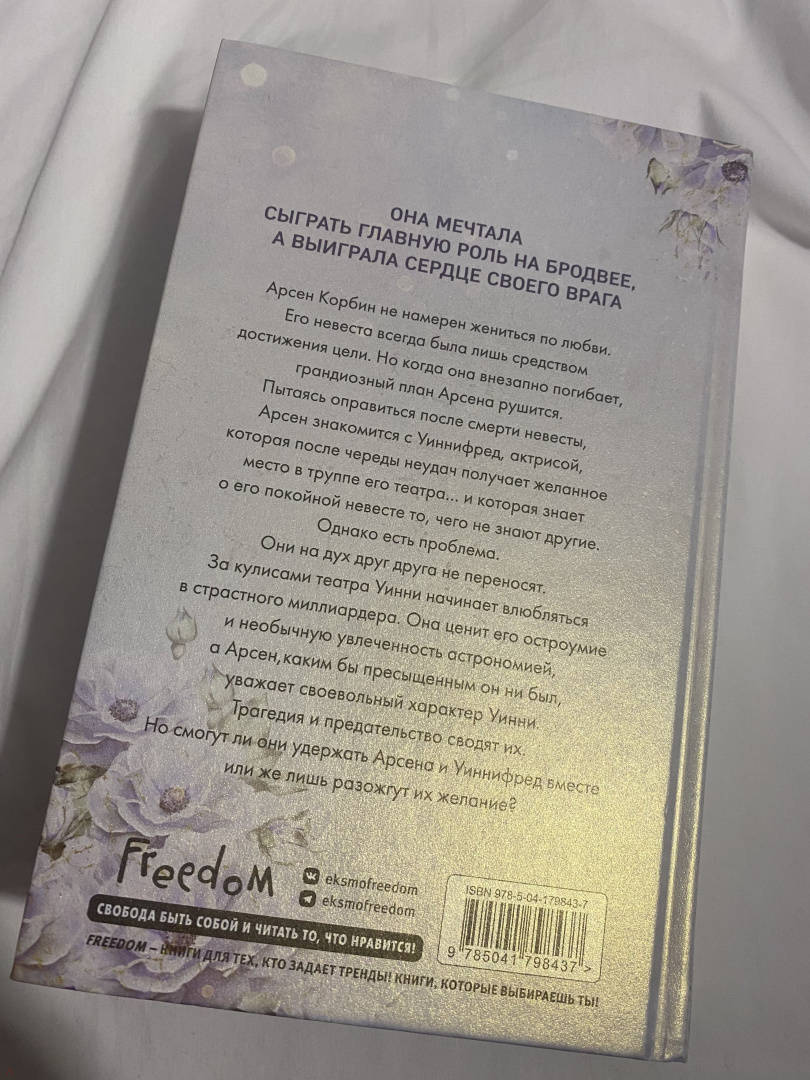 ОНА МЕЧТАЛА
СЫГРАТЬ ГЛАВНУЮ РОЛЬ НА БРОДВЕЕ,
А ВЫИГРАЛА СЕРДЦЕ СВОЕГО ВРАГА
Арсен Корбин не намерен жениться по любви.
Его невеста всегда была лишь средством
достижения цели. Но когда она внезапно погибает,
грандиозный план Арсена рушится.
Пытаясь оправиться после смерти невесты,
Арсен знакомится с Уиннифред, актрисой,
которая после череды неудач получает желанное
место в труппе его театра... и которая знает
о его покойной невесте то, чего не знают другие.
Однако есть проблема.
Они на дух друг друга не переносят.
За кулисами театра Уинни начинает влюбляться
в страстного миллиардера. Она ценит его остроумие
и необычную увлеченность астрономией,
а Арсен, каким бы пресыщенным он ни был,
уважает своевольный характер Уинни.
Трагедия и предательство сводят их.
Но смогут ли они удержать Арсена и Уиннифред вместе
или же лишь разожгут их желание?
Freedom
eksmofreedom
eksmofreedom
СВОБОДА БЫТЬ СОБОЙ И ЧИТАТЬ ТО, ЧТО НРАВИТСЯ!
FREEDOM – КНИГИ ДЛЯ ТЕХ, КТО ЗАДАЕТ ТРЕНДЫ! КНИГИ, КОТОРЫЕ ВЫБИРАЕШЬ ТЫ!
ISBN 978-5-04-179843-7
9 785041 798437 >